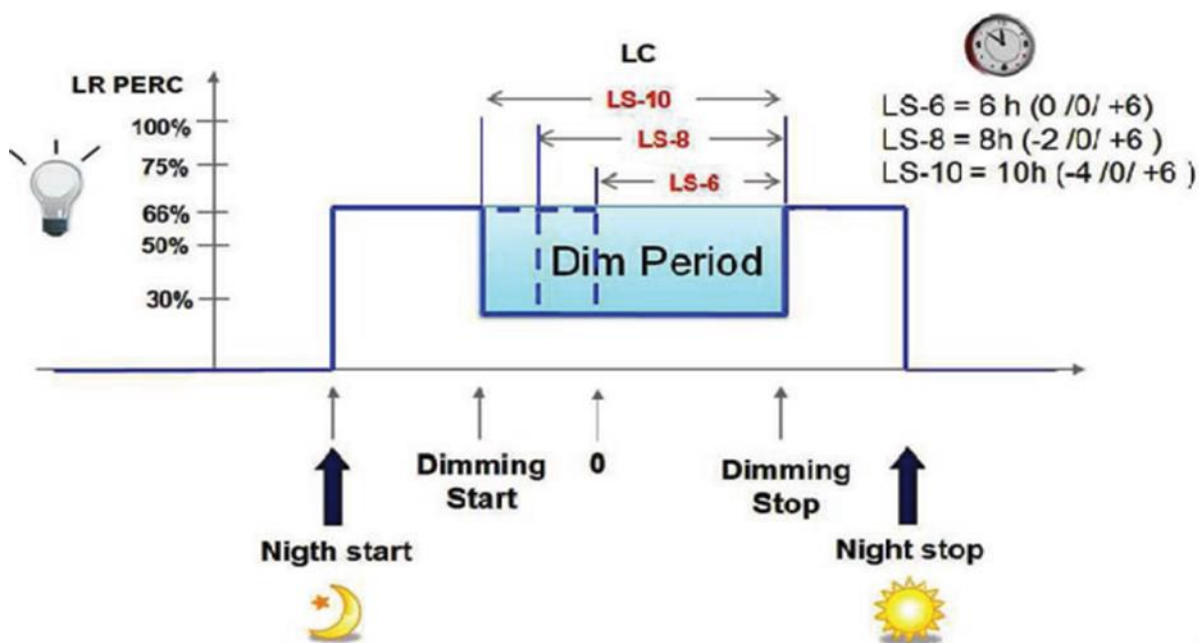 LC
LR PERC
LS-10
LS-8
LS-6
100%
75%
66%
50%
30%
Dim Period
LS-6 = 6 h (0 /0/ +6)
LS-8 = 8h (-2 /0/ +6 )
LS-10 = 10h (-4 /0/ +6 )
Dimming
Start
0
Dimming
Stop
Nigth start
Night stop